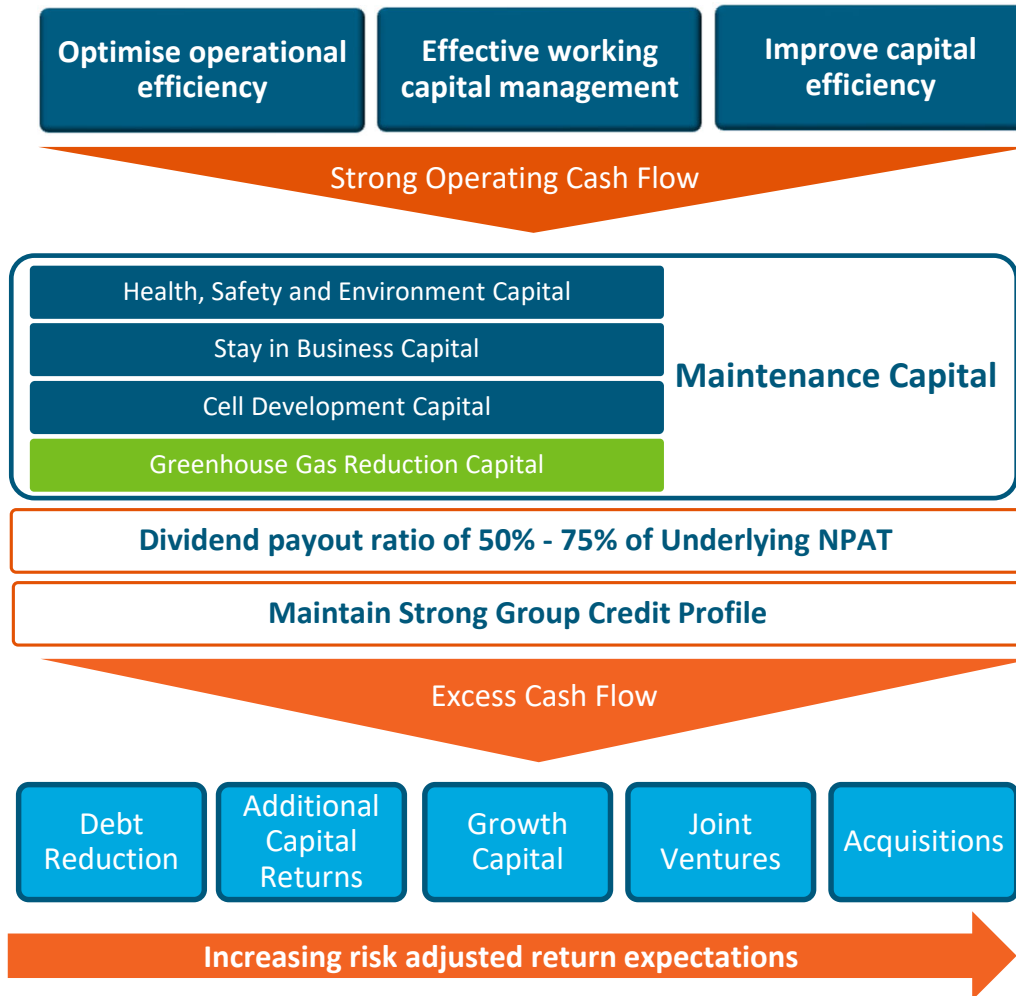 Optimise operational
efficiency
Effective working
capital management
Improve capital
efficiency
Strong Operating Cash Flow
Health, Safety and Environment Capital
Stay in Business Capital
Cell Development Capital
Greenhouse Gas Reduction Capital
Maintenance Capital
Dividend payout ratio of 50% - 75% of Underlying NPAT
Maintain Strong Group Credit Profile
Excess Cash Flow
Debt
Reduction
Additional
Capital
Returns
Growth
Capital
Joint
Ventures
Acquisitions
Increasing risk adjusted return expectations